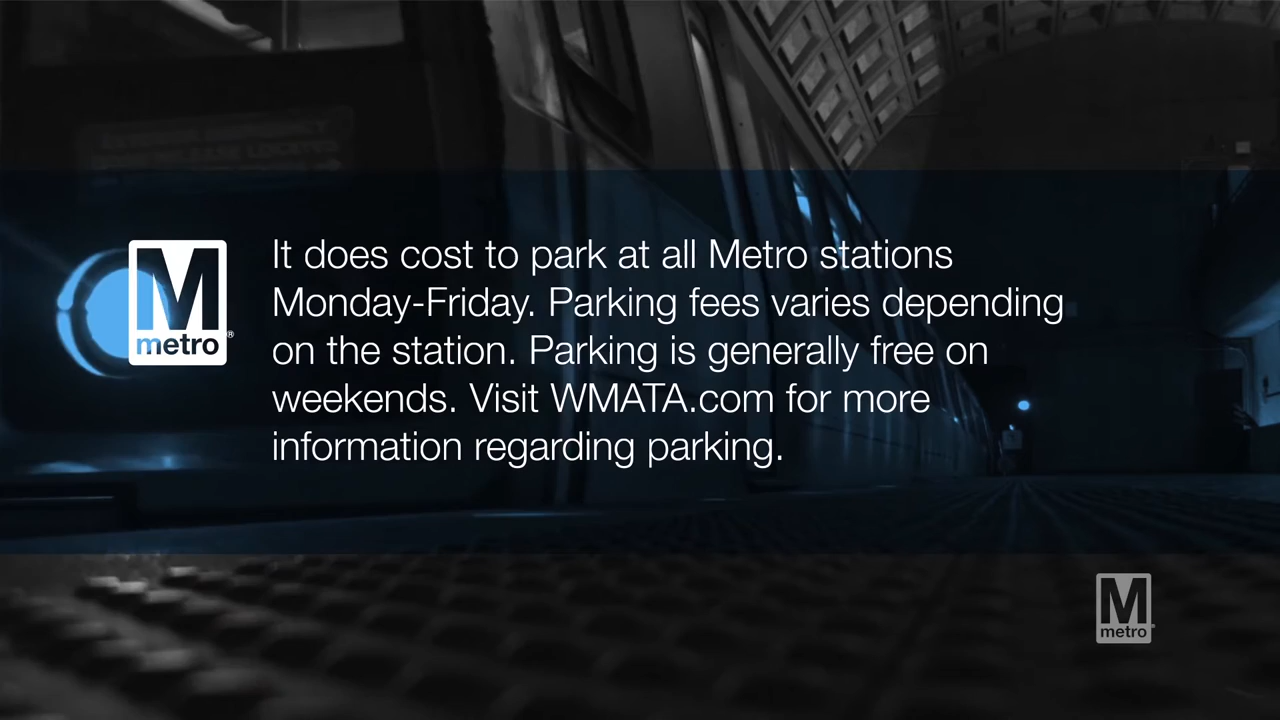 It does cost to park at all Metro stations
Monday-Friday. Parking fees varies depending
on the station. Parking is generally free on
weekends. Visit WMATA.com for more
information regarding parking.
M
metro®
M
metro